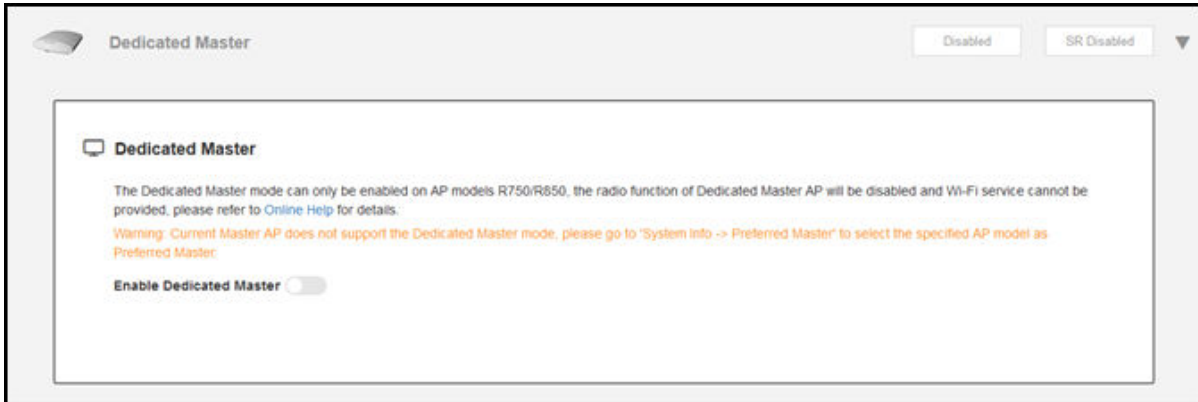 Dedicated Master
Disabled
SR Disabled
Dedicated Master
The Dedicated Master mode can only be enabled on AP models R750/R850, the radio function of Dedicated Master AP will be disabled and Wi-Fi service cannot be
provided, please refer to Online Help for details.
Warning: Current Master AP does not support the Dedicated Master mode, please go to 'System Info -> Preferred Master' to select the specified AP model as
Preferred Master.
Enable Dedicated Master